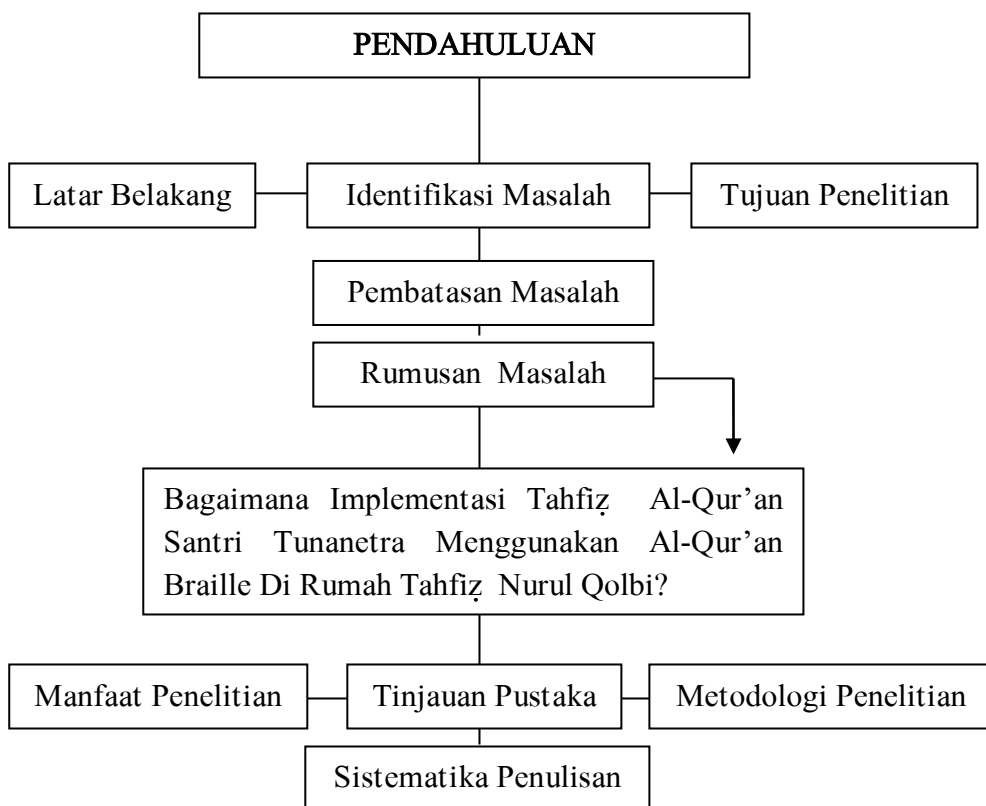 PENDAHULUAN
Latar Belakang
Identifikasi Masalah
Tujuan Penelitian
Pembatasan Masalah
Rumusan Masalah
Bagaimana Implementasi Tahfiẓ Al-Qur’an
Santri Tunanetra Menggunakan Al-Qur’an
Braille Di Rumah Tahfiẓ Nurul Qolbi?
Manfaat Penelitian
Tinjauan Pustaka
Metodologi Penelitian
Sistematika Penulisan